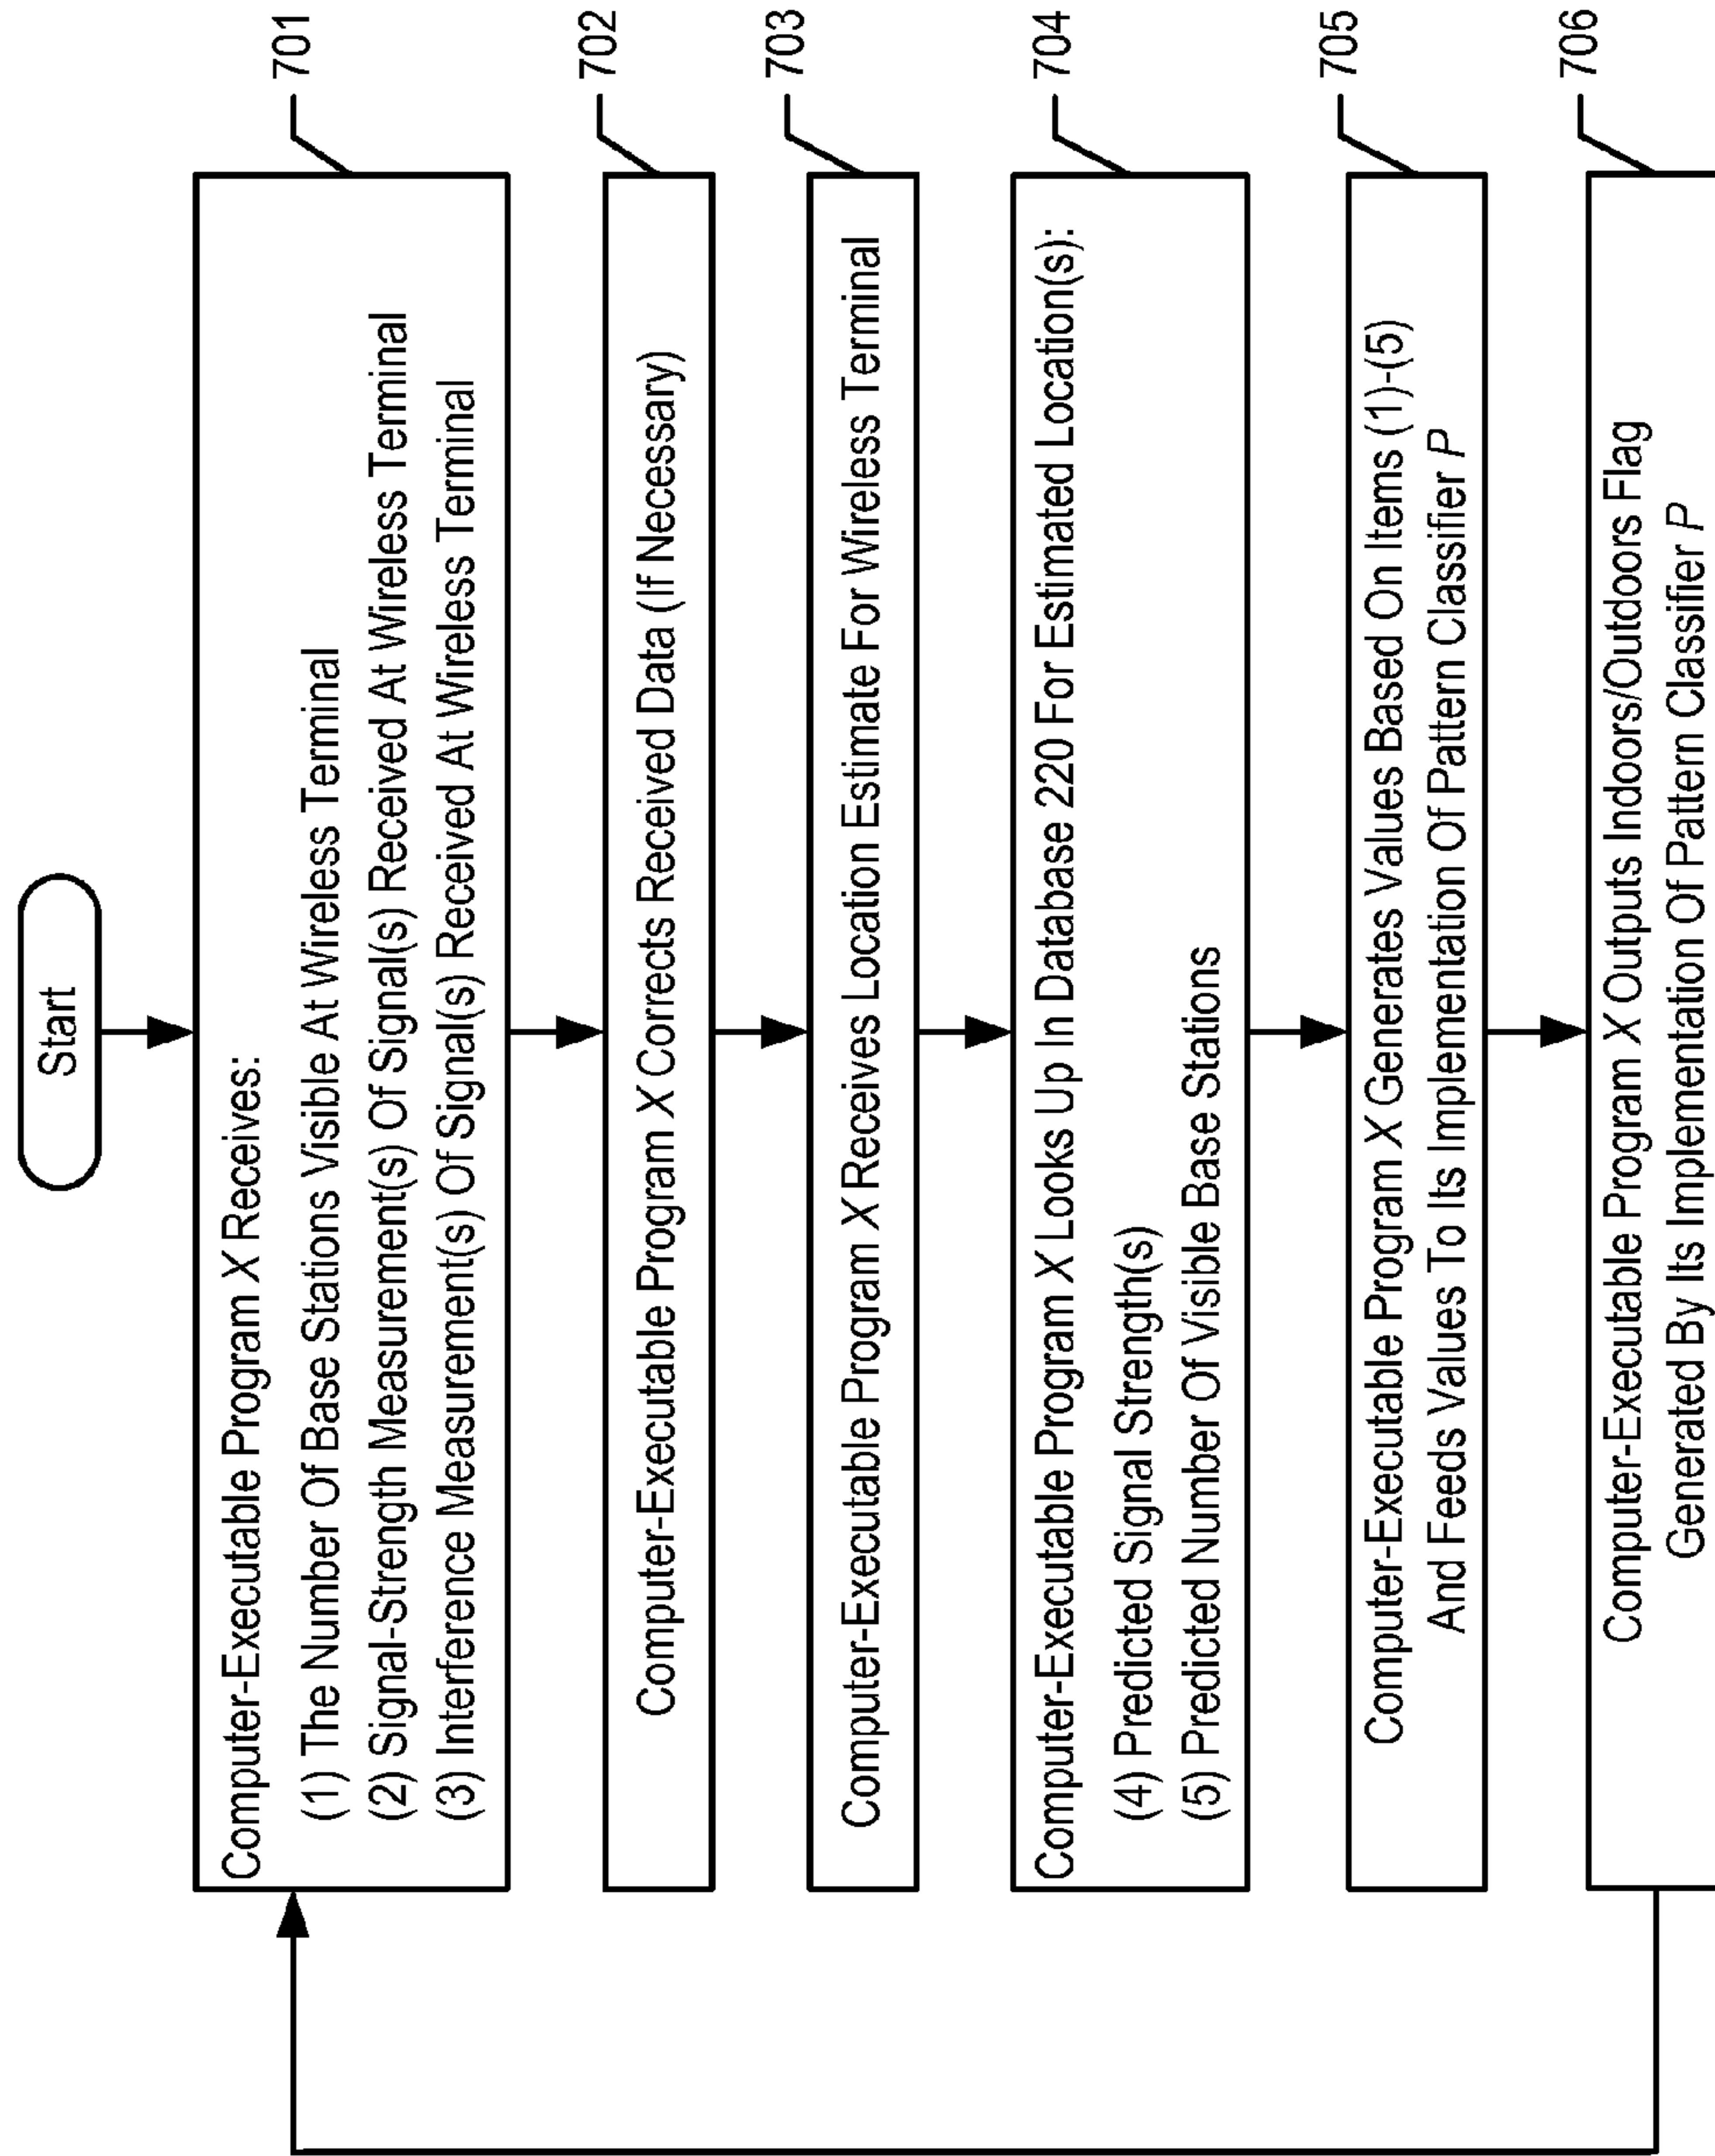 Start
Computer-Executable Program X Receives:
(1) The Number Of Base Stations Visible At Wireless Terminal
(2) Signal-Strength Measurement(s) Of Signal(s) Received At Wireless Terminal
(3) Interference Measurement(s) Of Signal(s) Received At Wireless Terminal
701
Computer-Executable Program X Corrects Received Data (If Necessary)
702
Computer-Executable Program X Receives Location Estimate For Wireless Terminal
703
Computer-Executable Program X Looks Up In Database 220 For Estimated Location(s):
(4) Predicted Signal Strength(s)
(5) Predicted Number Of Visible Base Stations
704
Computer-Executable Program X Generates Values Based On Items (1)-(5)
And Feeds Values To Its Implementation Of Pattern Classifier P
705
Computer-Executable Program X Outputs Indoors/Outdoors Flag
Generated By Its Implementation Of Pattern Classifier P
706